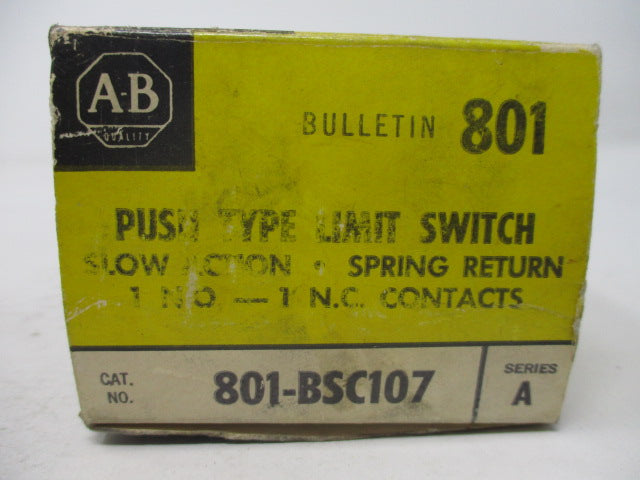 A-B
QUALITY
BULLETIN 801
PUSH TYPE LIMIT SWITCH
SLOW ACTION • SPRING RETURN
1 N.O. — 1 N.C. CONTACTS
CAT. NO. 801-BSC107 SERIES A